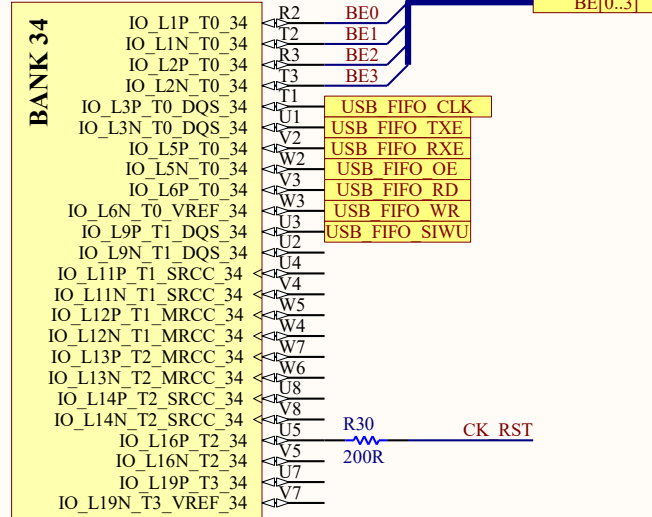 BE[0..3]
BANK 34
IO_L1P_T0_34 R2 BE0
IO_L1N_T0_34 T2 BE1
IO_L2P_T0_34 R3 BE2
IO_L2N_T0_34 T3 BE3
IO_L3P_T0_DQS_34 T1 USB_FIFO_CLK
IO_L3N_T0_DQS_34 U1 USB_FIFO_TXE
IO_L5P_T0_34 V2 USB_FIFO_RXE
IO_L5N_T0_34 W2 USB_FIFO_OE
IO_L6P_T0_34 V3 USB_FIFO_RD
IO_L6N_T0_VREF_34 W3 USB_FIFO_WR
IO_L9P_T1_DQS_34 U3 USB_FIFO_SIWU
IO_L9N_T1_DQS_34 U2
IO_L11P_T1_SRCC_34 U4
IO_L11N_T1_SRCC_34 V4
IO_L12P_T1_MRCC_34 W5
IO_L12N_T1_MRCC_34 W4
IO_L13P_T2_MRCC_34 W7
IO_L13N_T2_MRCC_34 W6
IO_L14P_T2_SRCC_34 U8
IO_L14N_T2_SRCC_34 V8
IO_L16P_T2_34 U5 R30 CK_RST
200R
IO_L16N_T2_34 V5
IO_L19P_T3_34 U7
IO_L19N_T3_VREF_34 V7